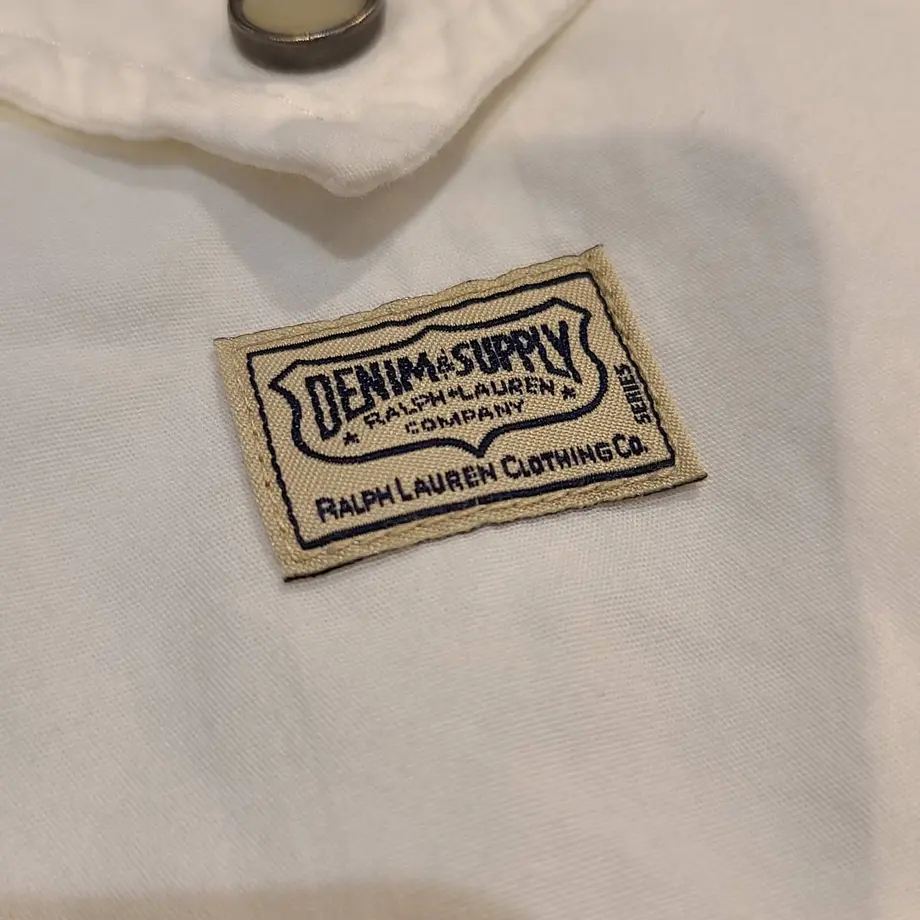 DENIM & SUPPLY
RALPH LAUREN
COMPANY
RALPH LAUREN CLOTHING CO.
SERIES